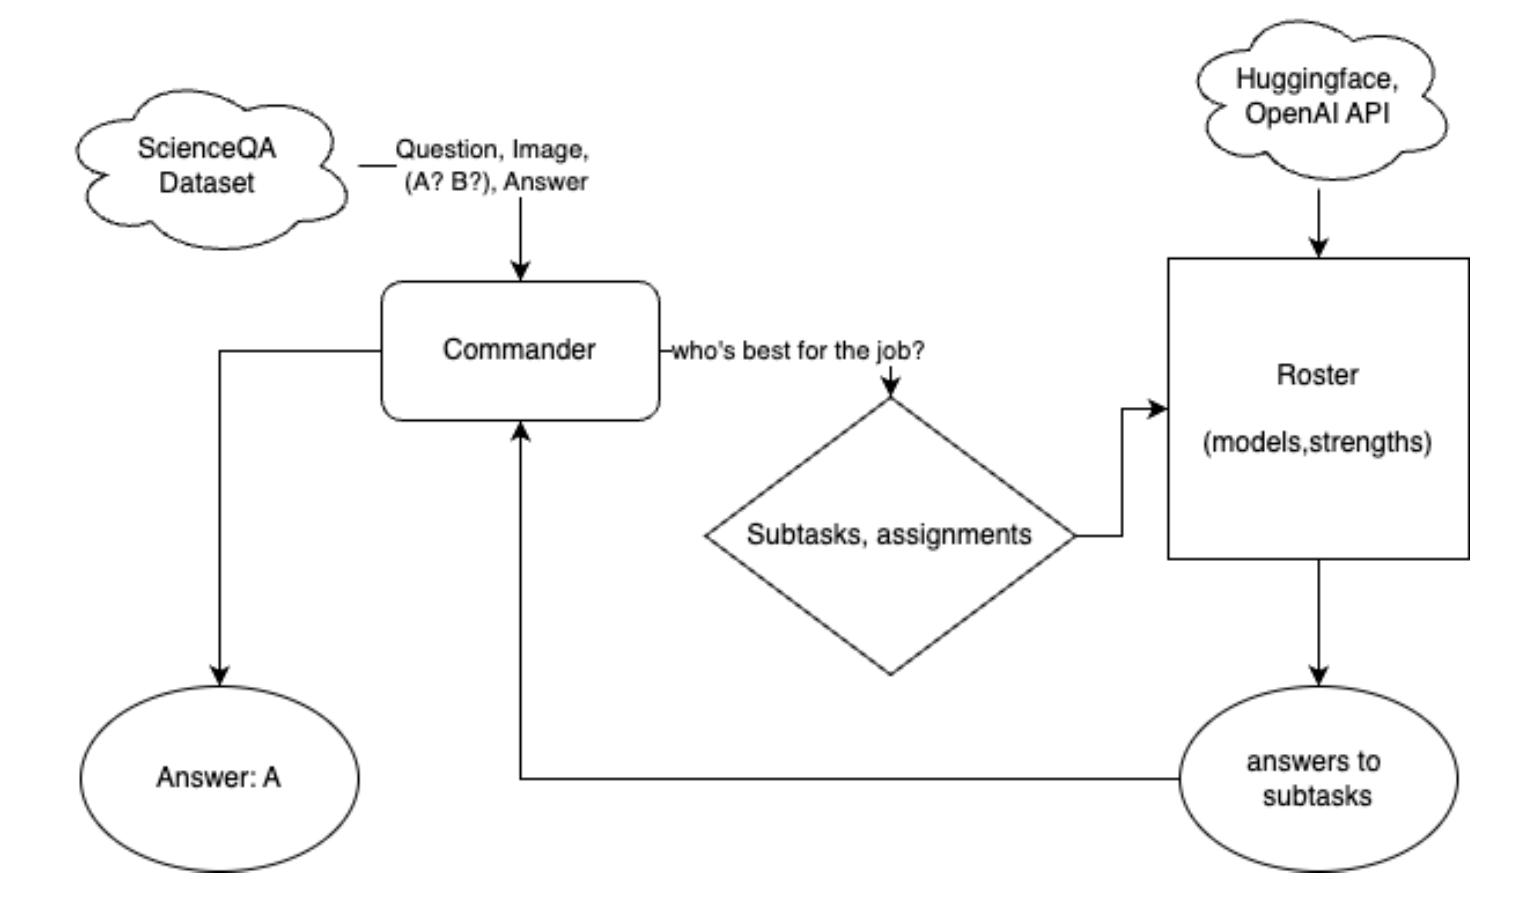 Huggingface,
OpenAI API
ScienceQA
Dataset
Question, Image,
(A? B?), Answer
Commander
who's best for the job?
Roster
(models,strengths)
Subtasks, assignments
Answer: A
answers to
subtasks